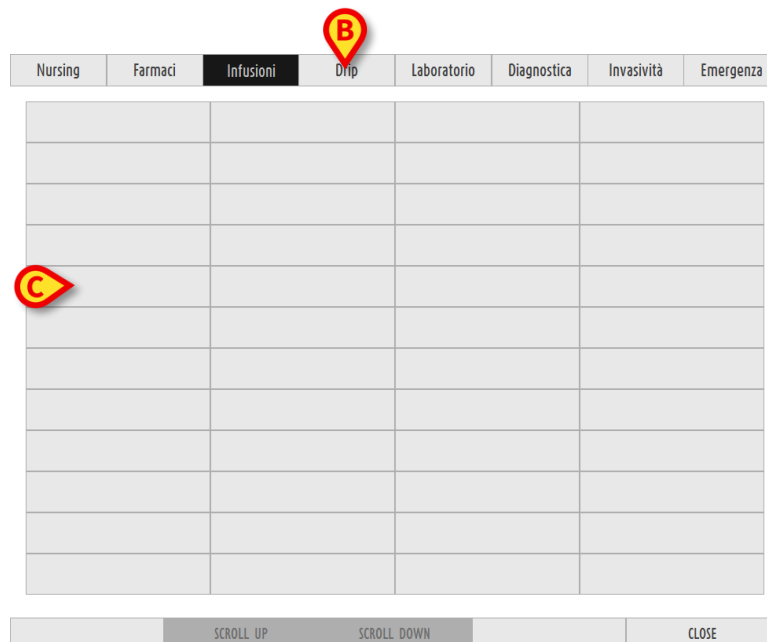 B
Nursing Farmaci Infusioni Drip Laboratorio Diagnostica Invasività Emergenza
C
SCROLL UP SCROLL DOWN CLOSE